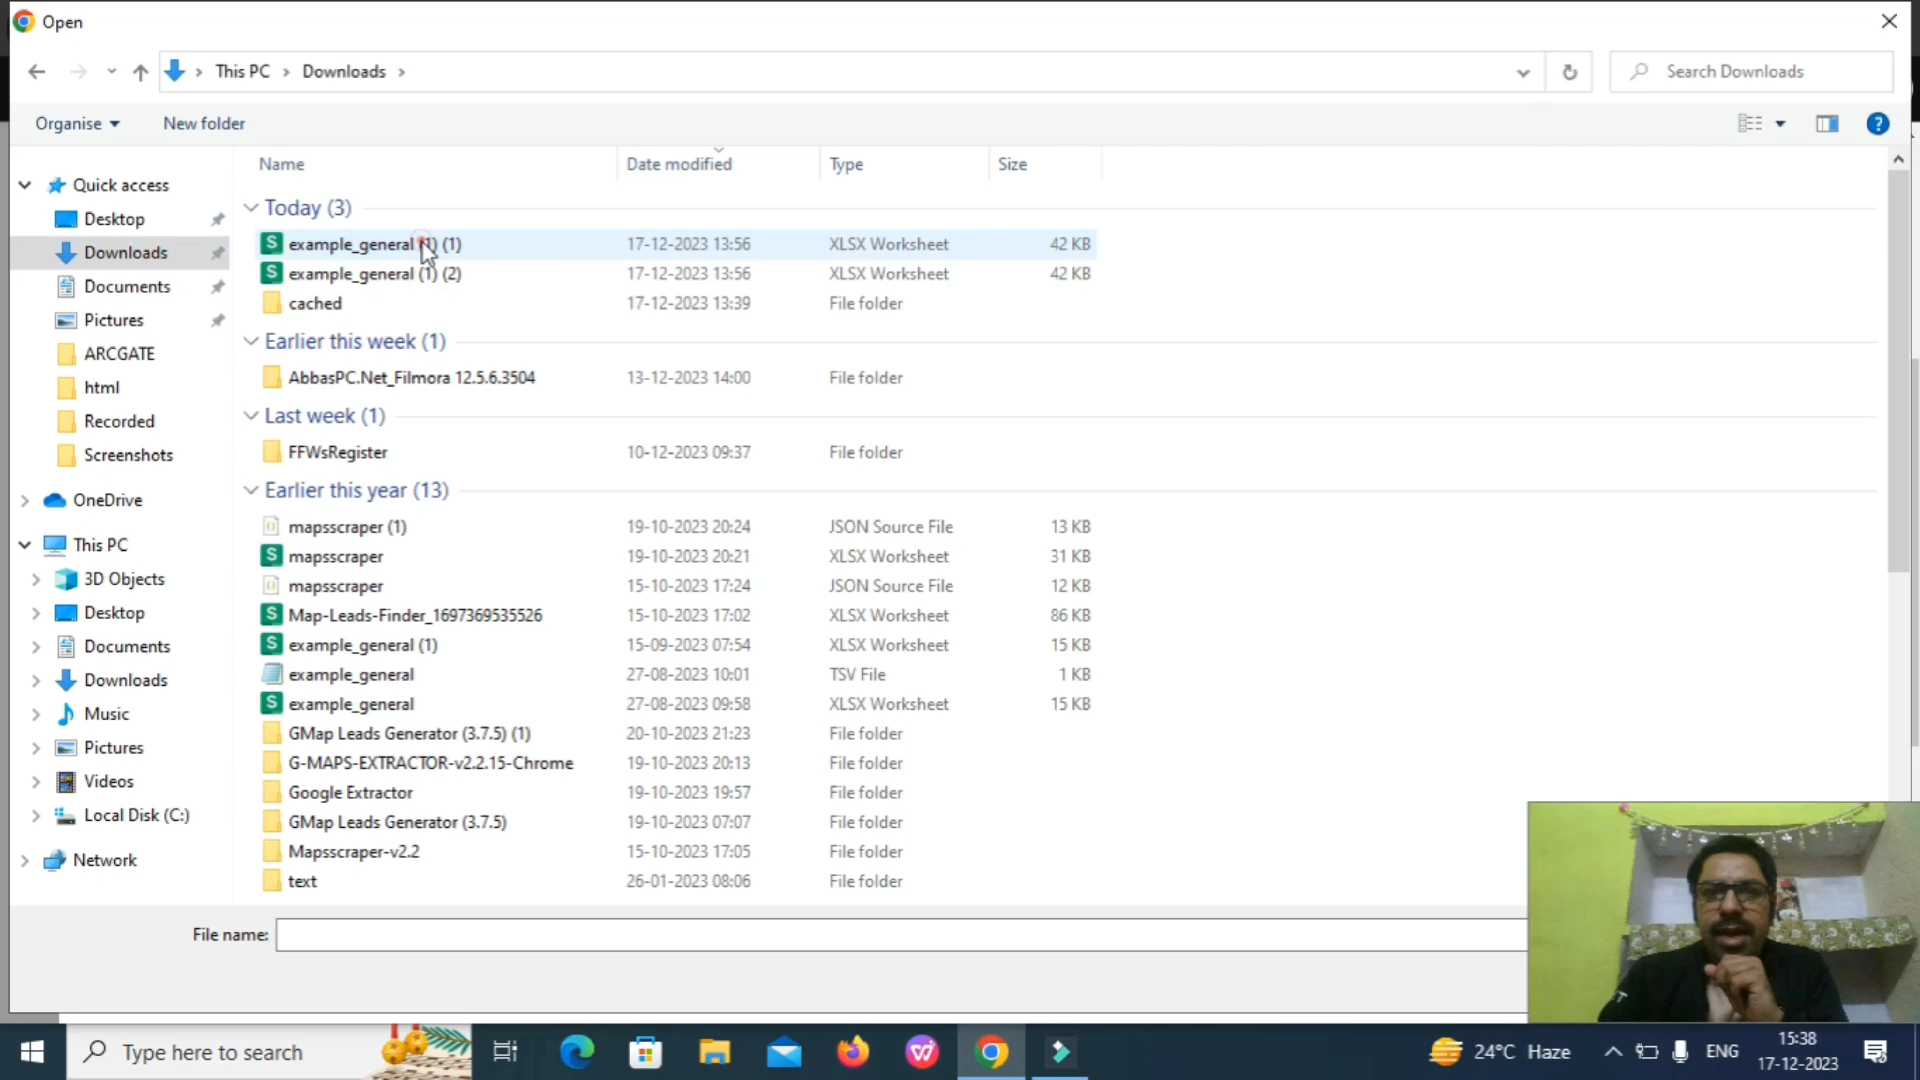 Open
This PC > Downloads >
Search Downloads
Organise
New folder
Name
Date modified
Type
Size
Quick access
Desktop
Downloads
Documents
Pictures
ARCGATE
html
Recorded
Screenshots
OneDrive
This PC
3D Objects
Desktop
Documents
Downloads
Music
Pictures
Videos
Local Disk (C:)
Network
Today (3)
example_general (1) (1) 17-12-2023 13:56 XLSX Worksheet 42 KB
example_general (1) (2) 17-12-2023 13:56 XLSX Worksheet 42 KB
cached 17-12-2023 13:39 File folder
Earlier this week (1)
AbbasPC.Net_Filmora 12.5.6.3504 13-12-2023 14:00 File folder
Last week (1)
FFWsRegister 10-12-2023 09:37 File folder
Earlier this year (13)
mapsscraper (1) 19-10-2023 20:24 JSON Source File 13 KB
mapsscraper 19-10-2023 20:21 XLSX Worksheet 31 KB
mapsscraper 15-10-2023 17:24 JSON Source File 12 KB
Map-Leads-Finder_1697369535526 15-10-2023 17:02 XLSX Worksheet 86 KB
example_general (1) 15-09-2023 07:54 XLSX Worksheet 15 KB
example_general 27-08-2023 10:01 TSV File 1 KB
example_general 27-08-2023 09:58 XLSX Worksheet 15 KB
GMap Leads Generator (3.7.5) (1) 20-10-2023 21:23 File folder
G-MAPS-EXTRACTOR-v2.2.15-Chrome 19-10-2023 20:13 File folder
Google Extractor 19-10-2023 19:57 File folder
GMap Leads Generator (3.7.5) 19-10-2023 07:07 File folder
Mapsscraper-v2.2 15-10-2023 17:05 File folder
text 26-01-2023 08:06 File folder
File name:
Type here to search
24°C Haze
ENG
15:38
17-12-2023